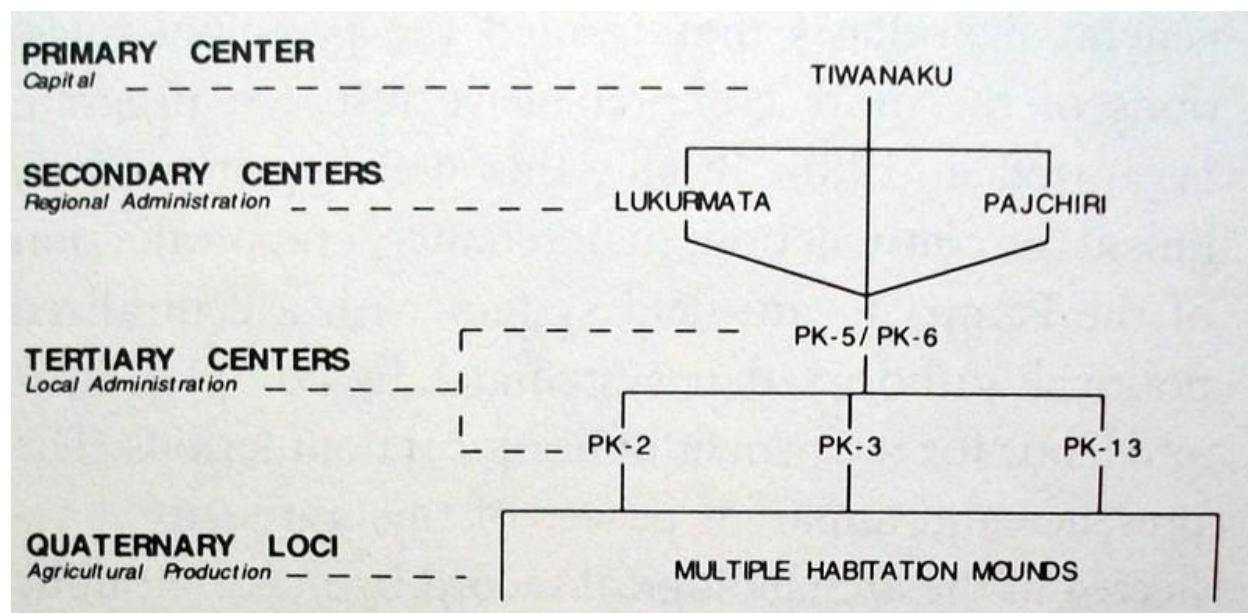 PRIMARY CENTER
Capital
TIWANAKU
SECONDARY CENTERS
Regional Administration
LUKURMATA
PAJCHIRI
PK-5/ PK-6
TERTIARY CENTERS
Local Administration
PK-2
PK-3
PK-13
QUATERNARY LOCI
Agricultural Production
MULTIPLE HABITATION MOUNDS